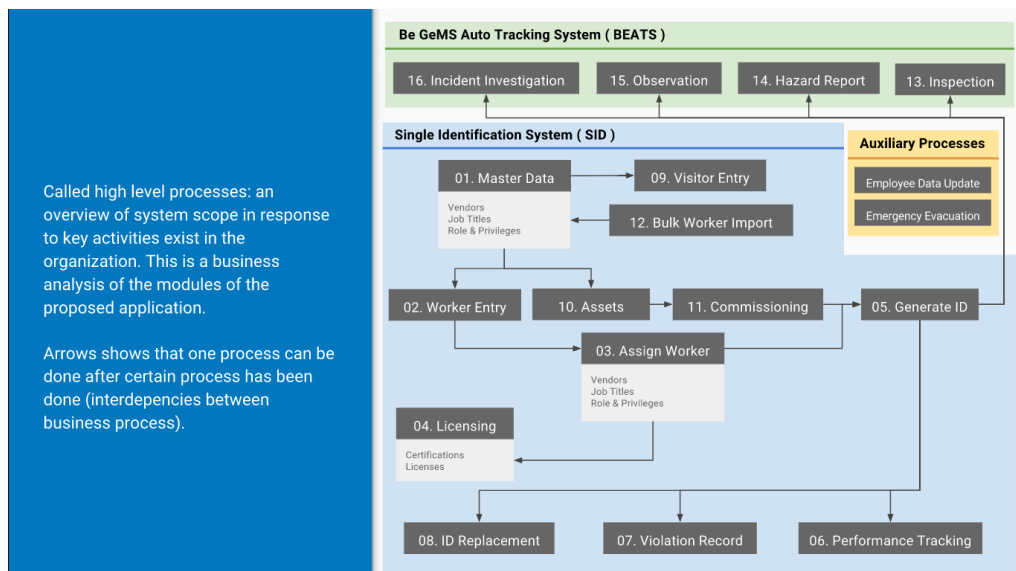 Called high level processes: an
overview of system scope in response
to key activities exist in the
organization. This is a business
analysis of the modules of the
proposed application.
Arrows shows that one process can be
done after certain process has been
done (interdepencies between
business process).
Be GeMS Auto Tracking System ( BEATS )
16. Incident Investigation
15. Observation
14. Hazard Report
13. Inspection
Single Identification System ( SID )
Auxiliary Processes
Employee Data Update
Emergency Evacuation
01. Master Data
Vendors
Job Titles
Role & Privileges
09. Visitor Entry
12. Bulk Worker Import
02. Worker Entry
10. Assets
11. Commissioning
05. Generate ID
03. Assign Worker
Vendors
Job Titles
Role & Privileges
04. Licensing
Certifications
Licenses
08. ID Replacement
07. Violation Record
06. Performance Tracking